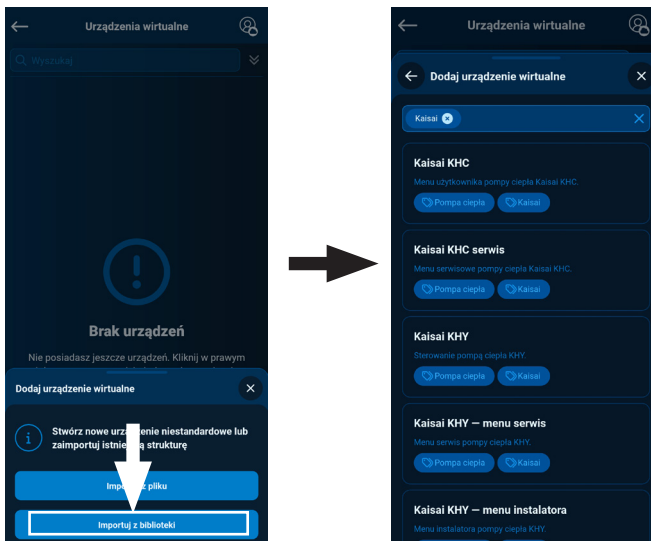 Urządzenia wirtualne
Wyszukaj
Brak urządzeń
Nie posiadasz jeszcze urządzeń. Kliknij w prawym
Dodaj urządzenie wirtualne
Stwórz nowe urządzenie niestandardowe lub
zaimportuj istniejącą strukturę
Importuj z pliku
Importuj z biblioteki
Urządzenia wirtualne
Dodaj urządzenie wirtualne
Kaisai
Kaisai KHC
Menu użytkownika pompy ciepła Kaisai KHC.
Pompa ciepła Kaisai
Kaisai KHC serwis
Menu serwisowe pompy ciepła Kaisai KHC.
Pompa ciepła Kaisai
Kaisai KHY
Sterowanie pompą ciepła KHY.
Pompa ciepła Kaisai
Kaisai KHY — menu serwis
Menu serwis pompy ciepła KHY.
Pompa ciepła Kaisai
Kaisai KHY — menu instalatora
Menu instalatora pompy ciepła KHY.